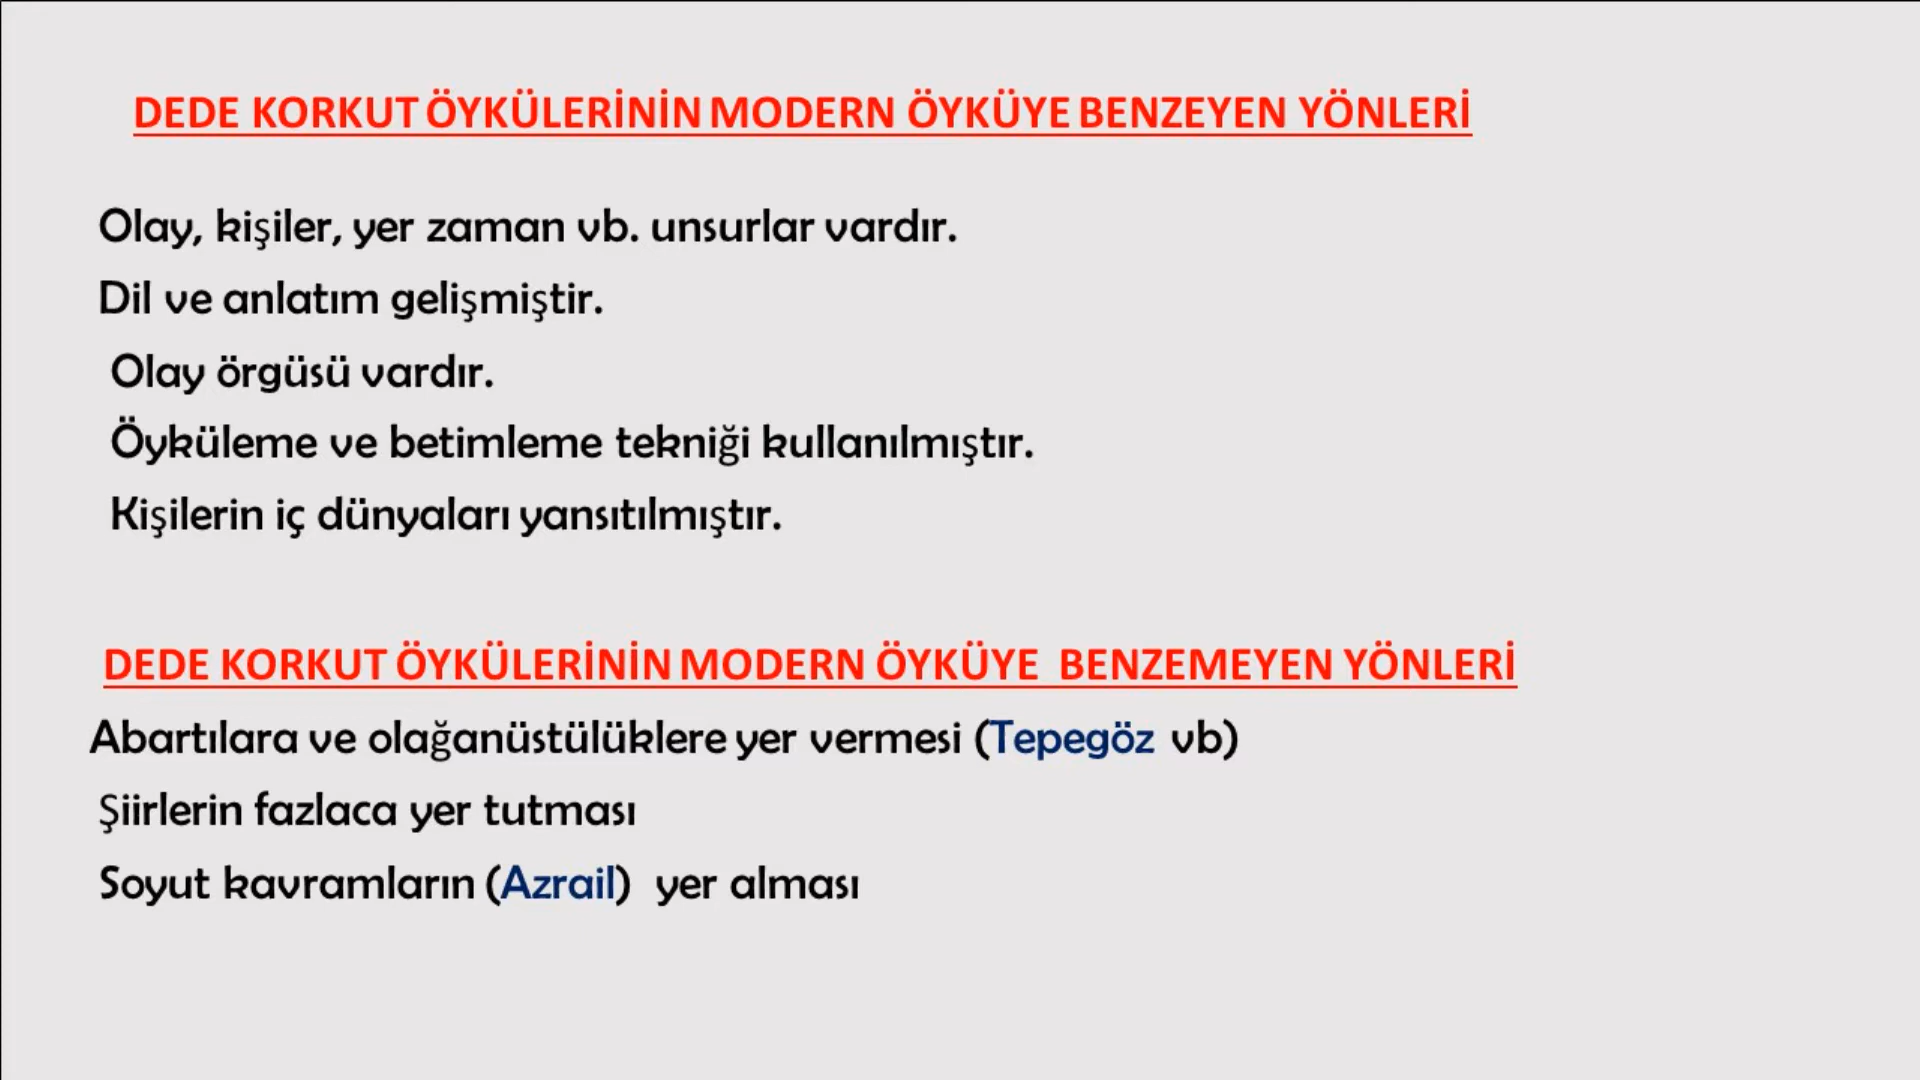 DEDE KORKUT ÖYKÜLERİNİN MODERN ÖYKÜYE BENZEYEN YÖNLERİ
Olay, kişiler, yer zaman vb. unsurlar vardır.
Dil ve anlatım gelişmiştir.
Olay örgüsü vardır.
Öyküleme ve betimleme tekniği kullanılmıştır.
Kişilerin iç dünyaları yansıtılmıştır.
DEDE KORKUT ÖYKÜLERİNİN MODERN ÖYKÜYE BENZEMEYEN YÖNLERİ
Abartılara ve olağanüstülüklere yer vermesi (Tepegöz vb)
Şiirlerin fazlaca yer tutması
Soyut kavramların (Azrail) yer alması